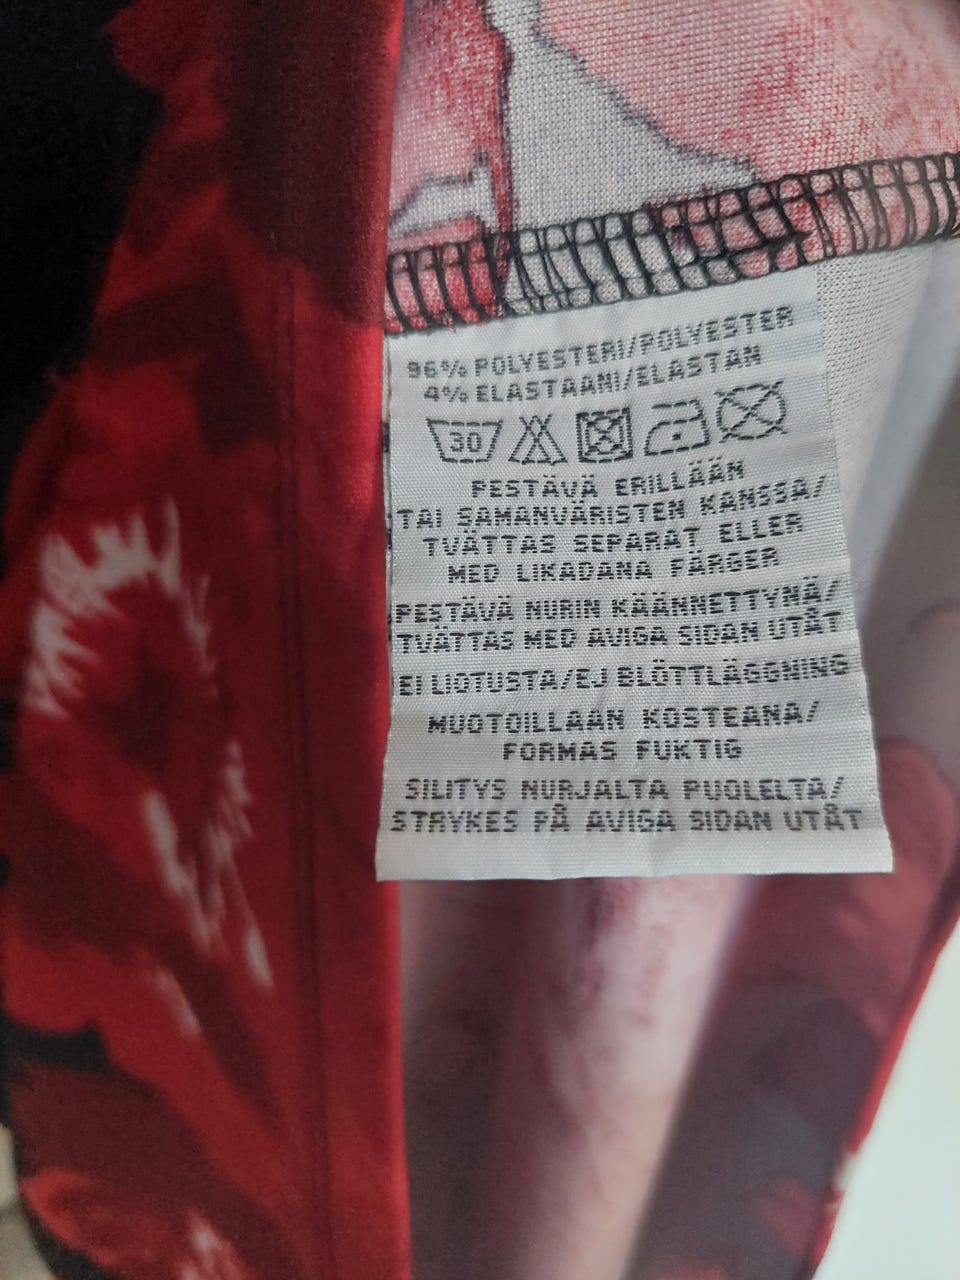 96% POLYESTERI/POLYESTER
4% ELASTAANI/ELASTAN
30
PESTÄVÄ ERILLÄÄN
TAI SAMANVÄRISTEN KANSSA/
TVÄTTAS SEPARAT ELLER
MED LIKADANA FÄRGER
PESTÄVÄ NURIN KÄÄNNETTYNÄ/
TVÄTTAS MED AVIGA SIDAN UTÅT
EI LIOTUSTA/EJ BLÖTTLÄGGNING
MUOTOILLAAN KOSTEANA/
FORMAS FUKTIG
SILITYS NURJALTA PUOLELTA/
STRYKES PÅ AVIGA SIDAN UTÅT